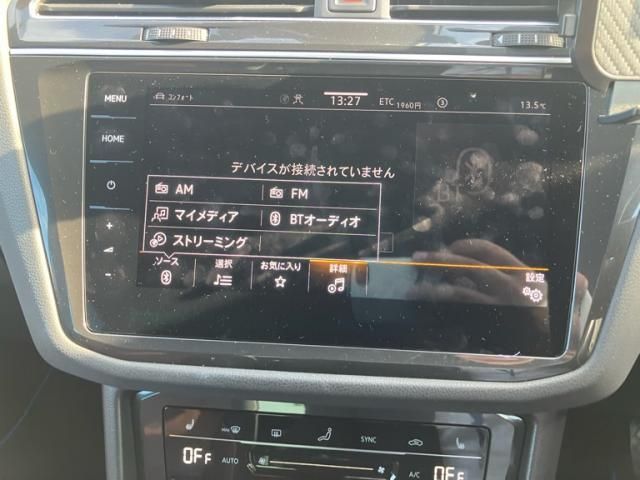 MENU
コンフォート
13:27
ETC 1960円
3
13.5℃
HOME
デバイスが接続されていません
AM
FM
マイメディア
BTオーディオ
ストリーミング
BT
ソース
選択
お気に入り
詳細
設定
+
-
MAX
SYNC
OFF
AUTO
A/C
OFF